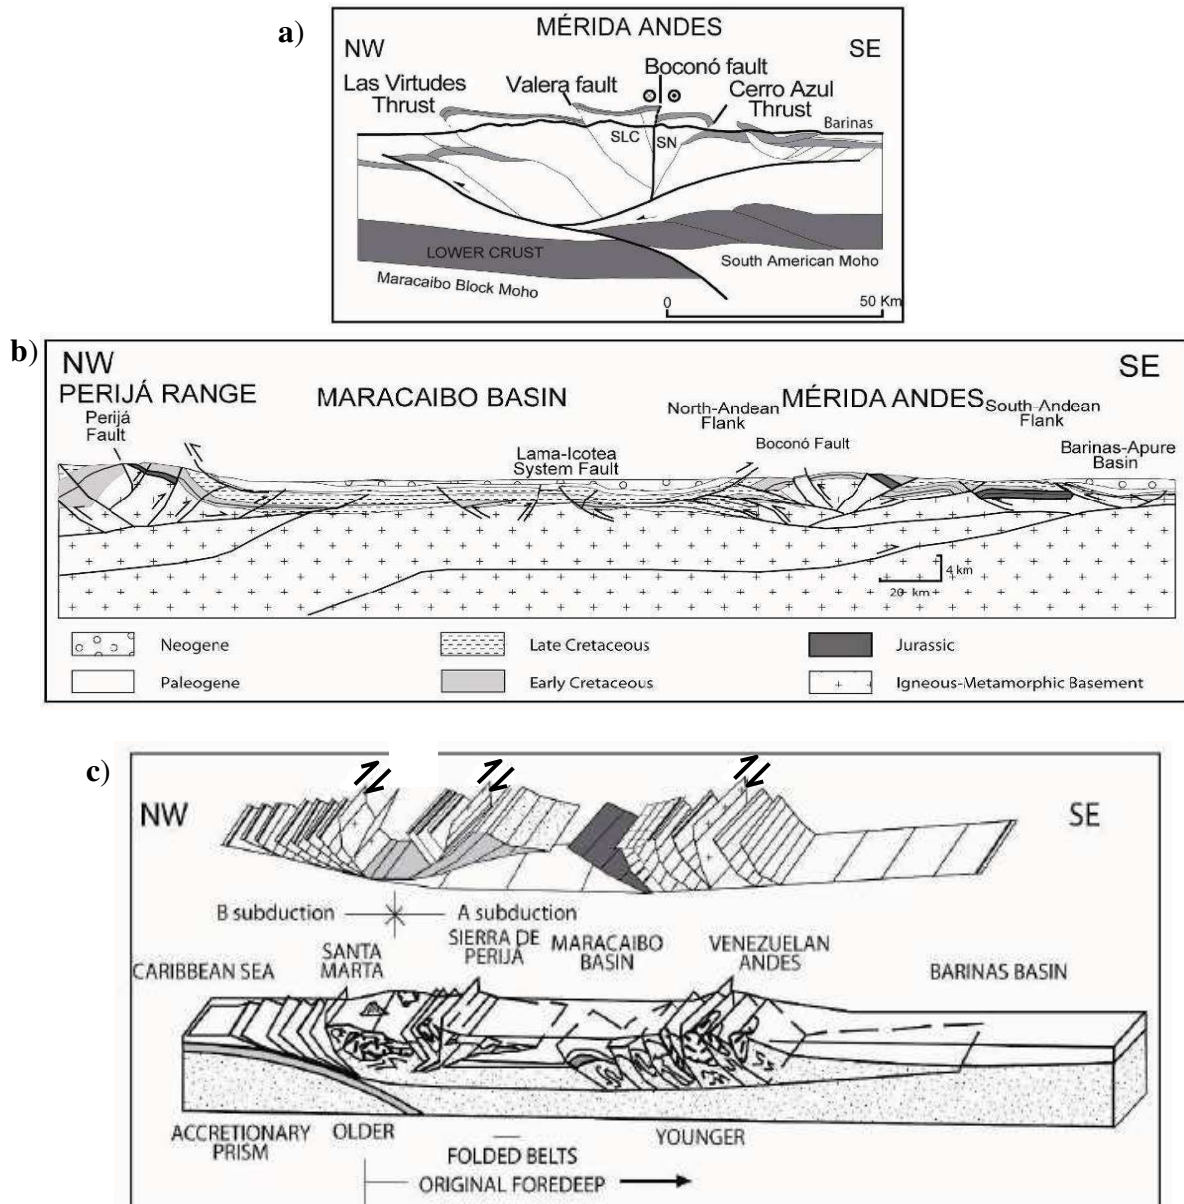 a)
MÉRIDA ANDES
NW
SE
Las Virtudes
Thrust
Valera fault
Boconó fault
Cerro Azul
Thrust
Barinas
SLC
SN
LOWER CRUST
South American Moho
Maracaibo Block Moho
0
50 Km
b)
NW
SE
PERIJÁ RANGE
MARACAIBO BASIN
MÉRIDA ANDES
Perijá
Fault
Lama-Icotea
System Fault
North-Andean
Flank
Boconó Fault
South-Andean
Flank
Barinas-Apure
Basin
4 km
20 km
Neogene
Late Cretaceous
Jurassic
Paleogene
Early Cretaceous
Igneous-Metamorphic Basement
c)
NW
SE
B subduction
A subduction
CARIBBEAN SEA
SANTA
MARTA
SIERRA DE
PERIJÁ
MARACAIBO
BASIN
VENEZUELAN
ANDES
BARINAS BASIN
ACCRETIONARY
PRISM
OLDER
YOUNGER
FOLDED BELTS
ORIGINAL FOREDEEP